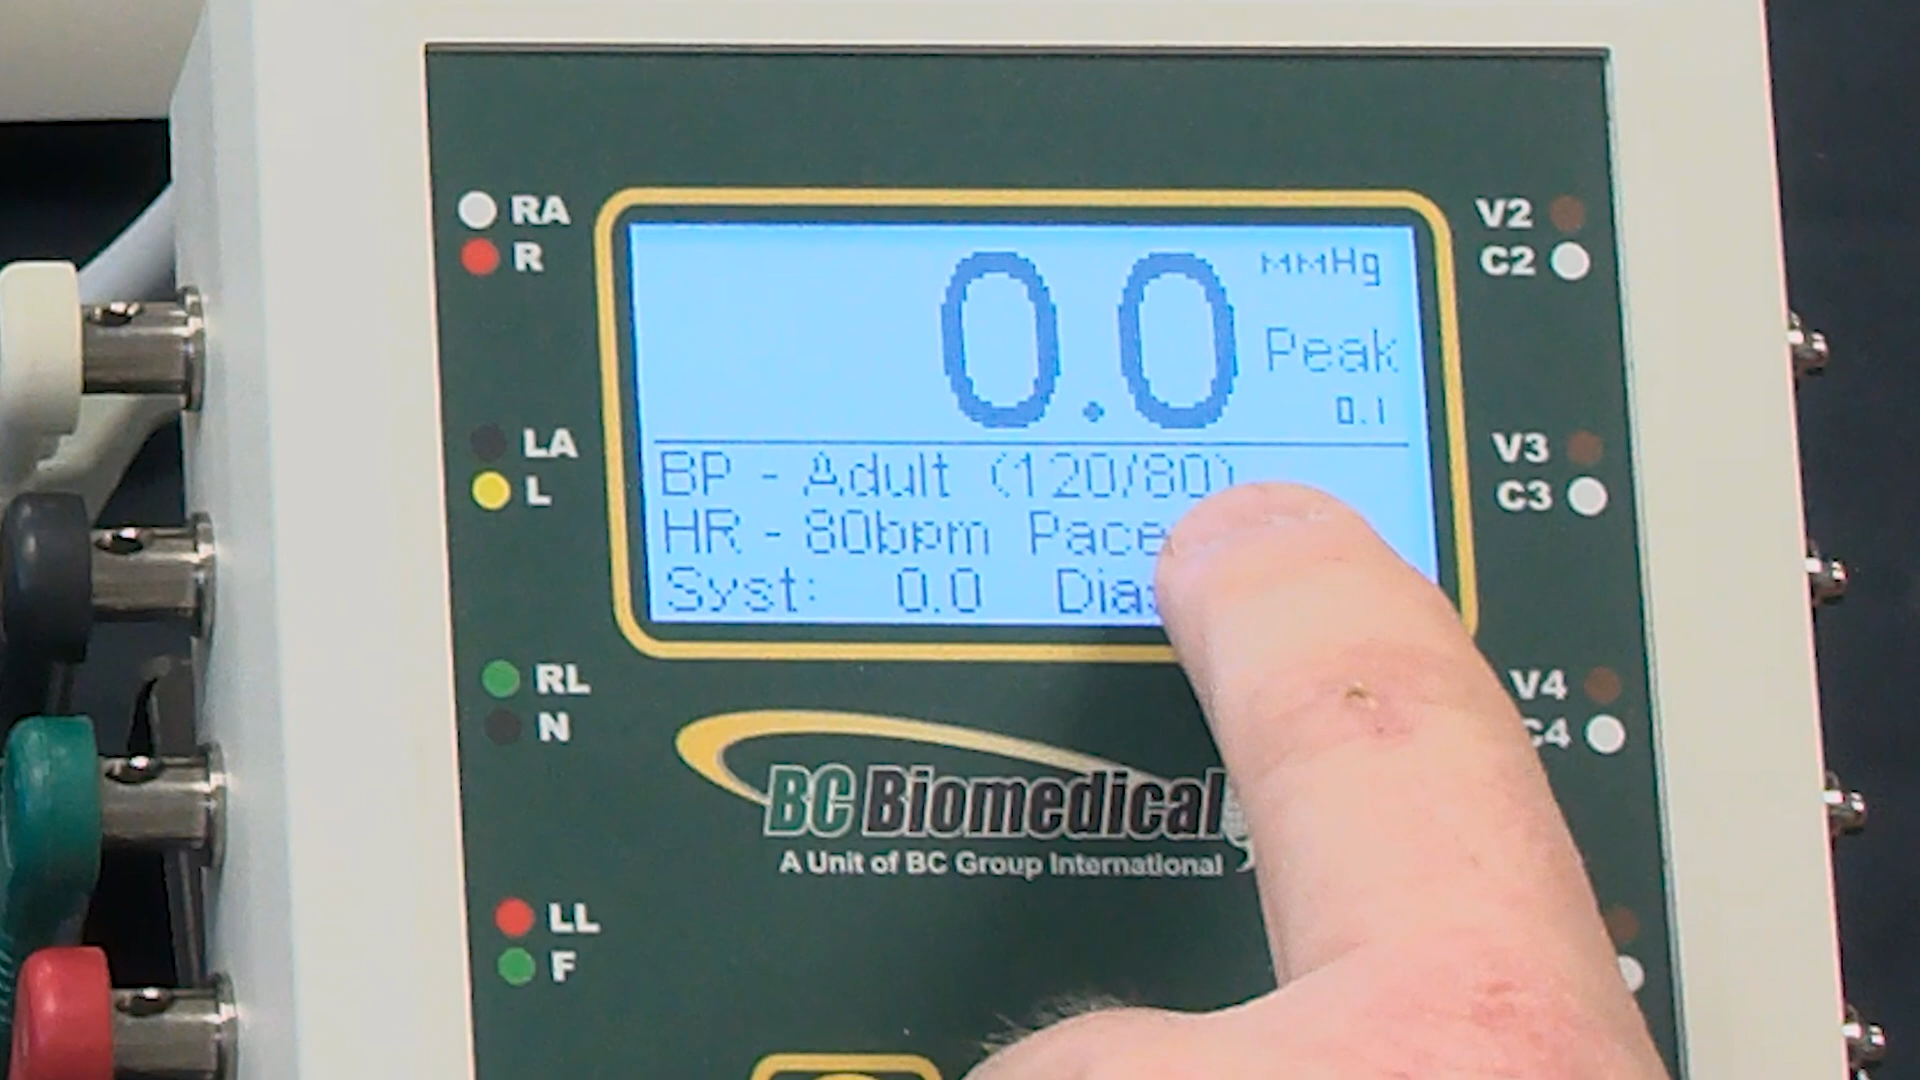 RA
R
V2
C2
0.0 MMHg
Peak
0.1
LA
L
V3
C3
BP - Adult (120/80)
HR - 80bpm
Syst: 0.0
RL
N
V4
C4
BC Biomedical
A Unit of BC Group International
LL
F